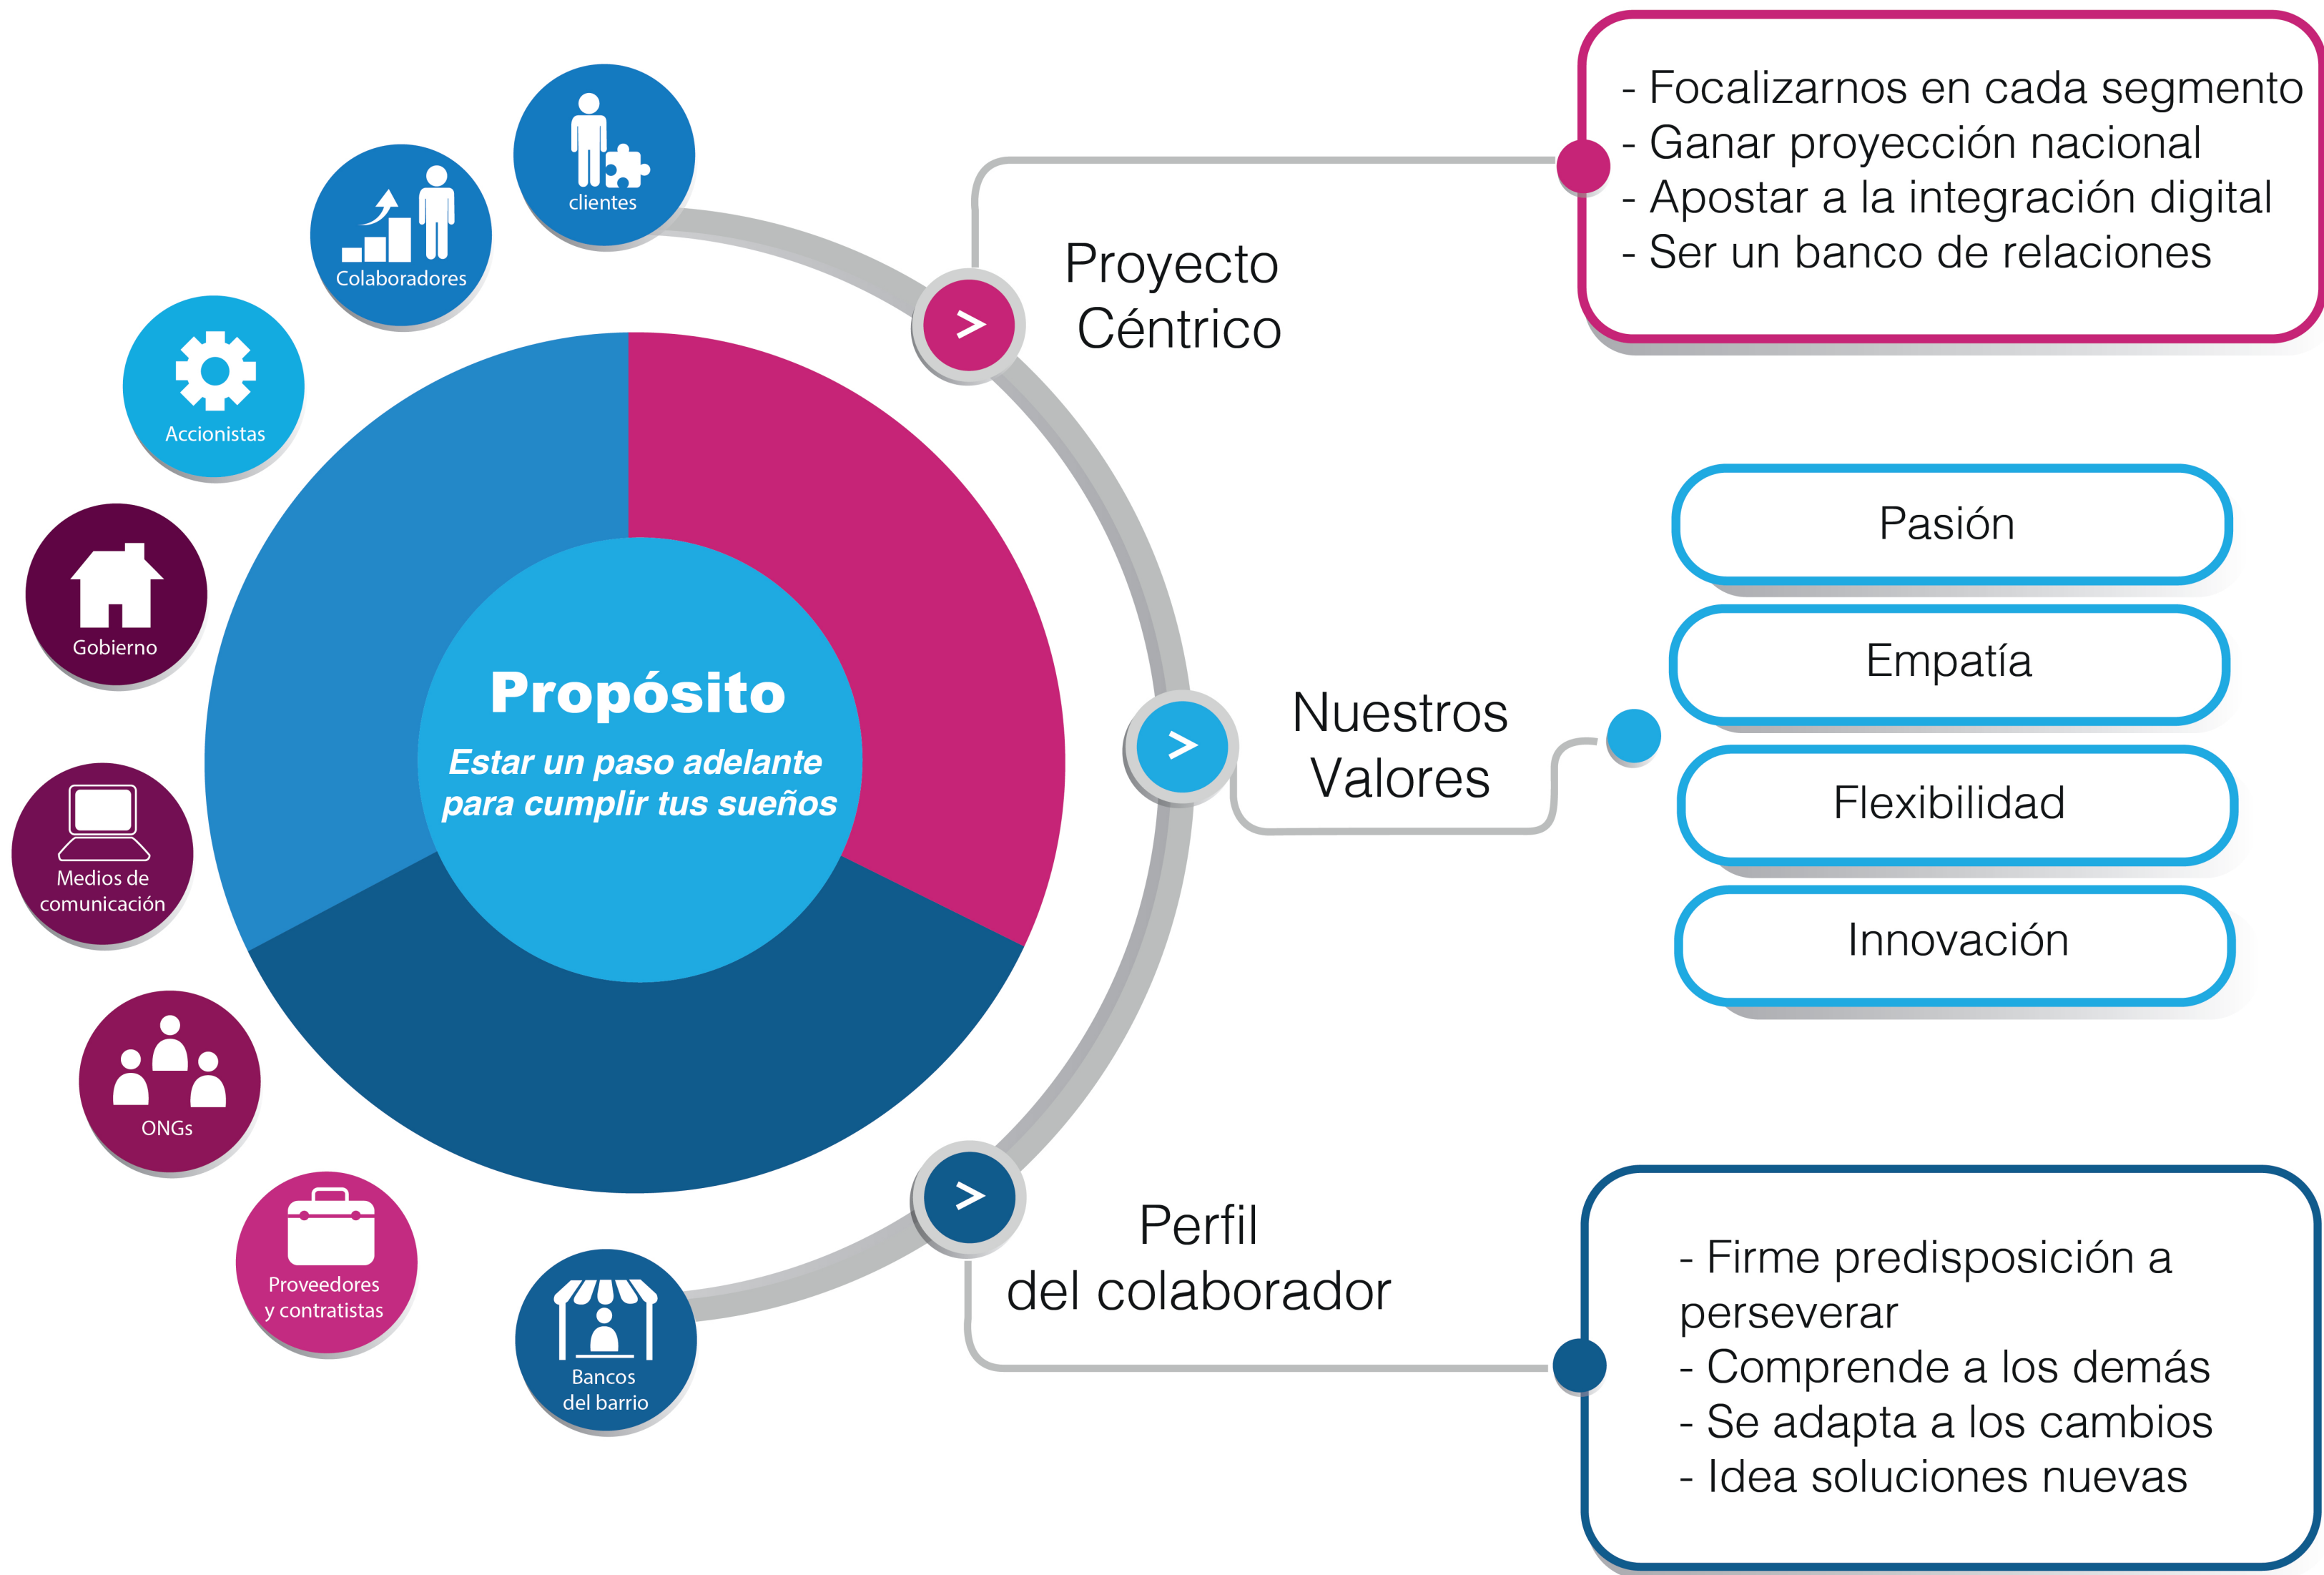 clientes
Colaboradores
Accionistas
Gobierno
Medios de
comunicación
ONGs
Proveedores
y contratistas
Bancos
del barrio
Propósito
Estar un paso adelante
para cumplir tus sueños
>
Proyecto
Céntrico
- Focalizarnos en cada segmento
- Ganar proyección nacional
- Apostar a la integración digital
- Ser un banco de relaciones
>
Nuestros
Valores
Pasión
Empatía
Flexibilidad
Innovación
>
Perfil
del colaborador
- Firme predisposición a
perseverar
- Comprende a los demás
- Se adapta a los cambios
- Idea soluciones nuevas